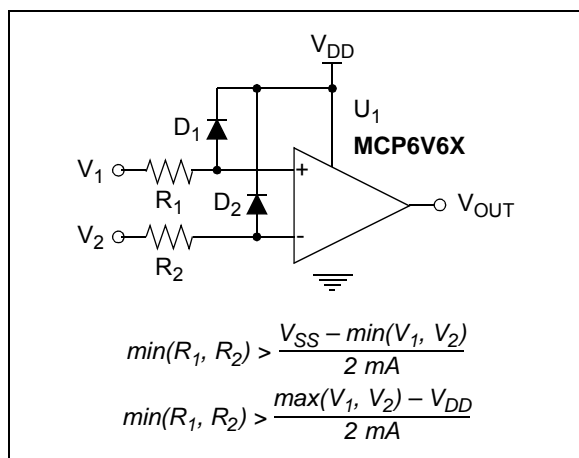 VDD
U1
D1
MCP6V6X
V1
+
R1
D2
VOUT
V2
-
R2
min(R1, R2) > VSS – min(V1, V2)
2 mA
min(R1, R2) > max(V1, V2) – VDD
2 mA